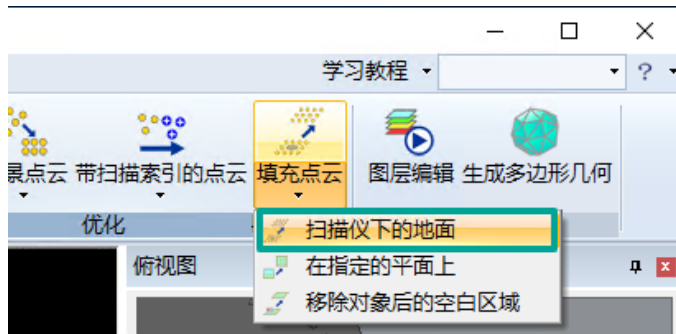 学习教程
?
景点云
带扫描索引的点云
填充点云
图层编辑
生成多边形几何
优化
扫描仪下的地面
俯视图
在指定的平面上
移除对象后的空白区域